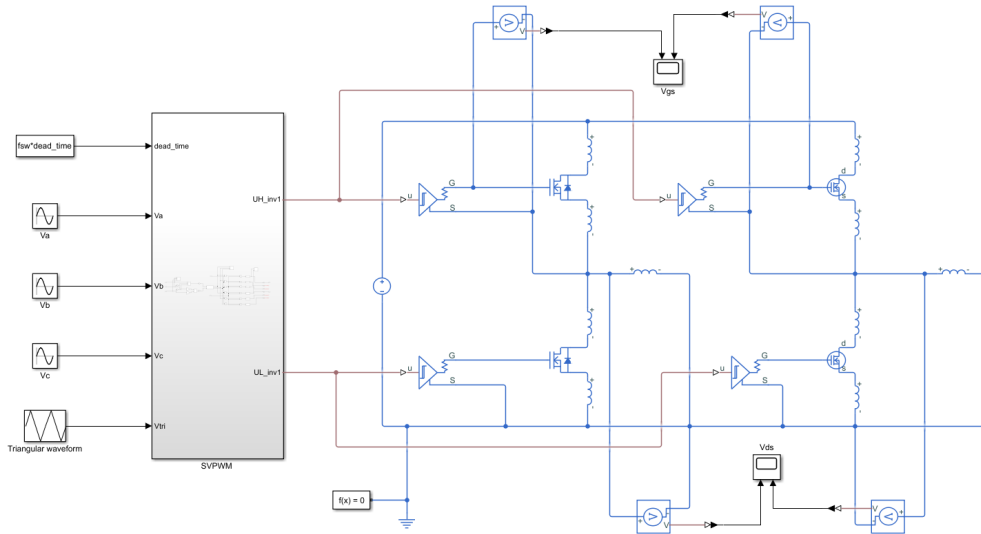 V
V
Vgs
fsw*dead_time
dead_time
Va
Va
Vb
Vb
Vc
Vc
Vtri
Triangular waveform
UH_inv1
UL_inv1
SVPWM
u
G
S
u
G
S
d
s
u
G
S
u
G
S
d
s
f(x) = 0
Vds
V
V